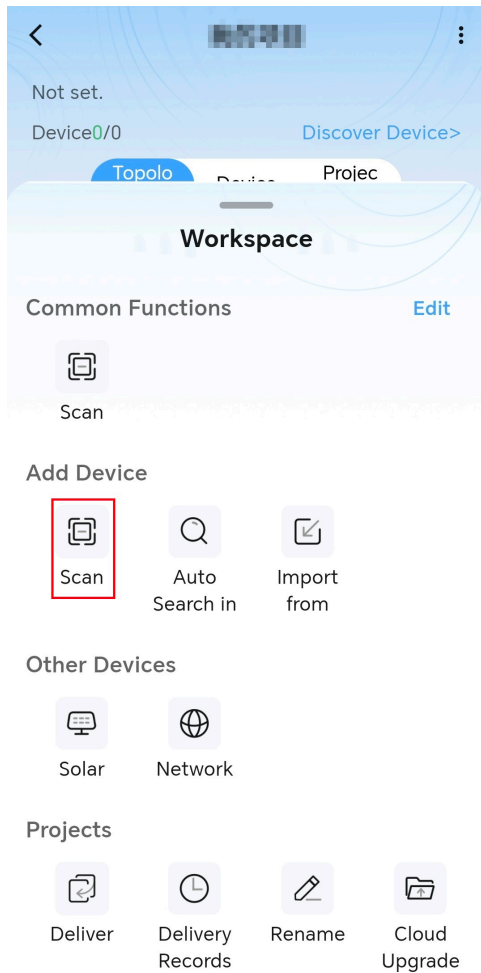 Not set.
Device0/0 Discover Device>
Topolo Device Projec
Workspace
Common Functions Edit
Scan
Add Device
Scan Auto Import
Search in from
Other Devices
Solar Network
Projects
Deliver Delivery Rename Cloud
Records Upgrade